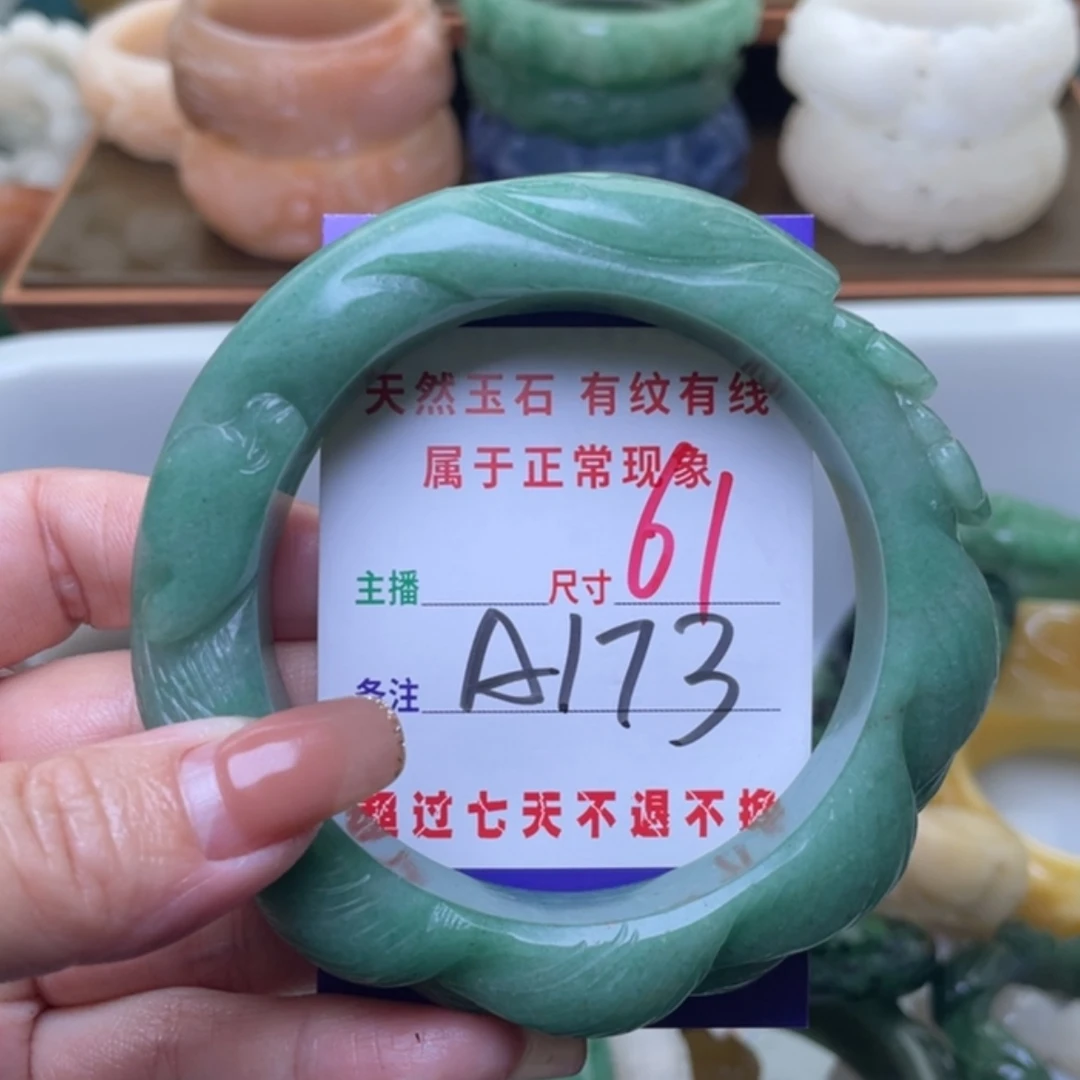 天然玉石 有纹有线
属于正常现象
主播 尺寸 61
备注 A173
超过七天不退不换